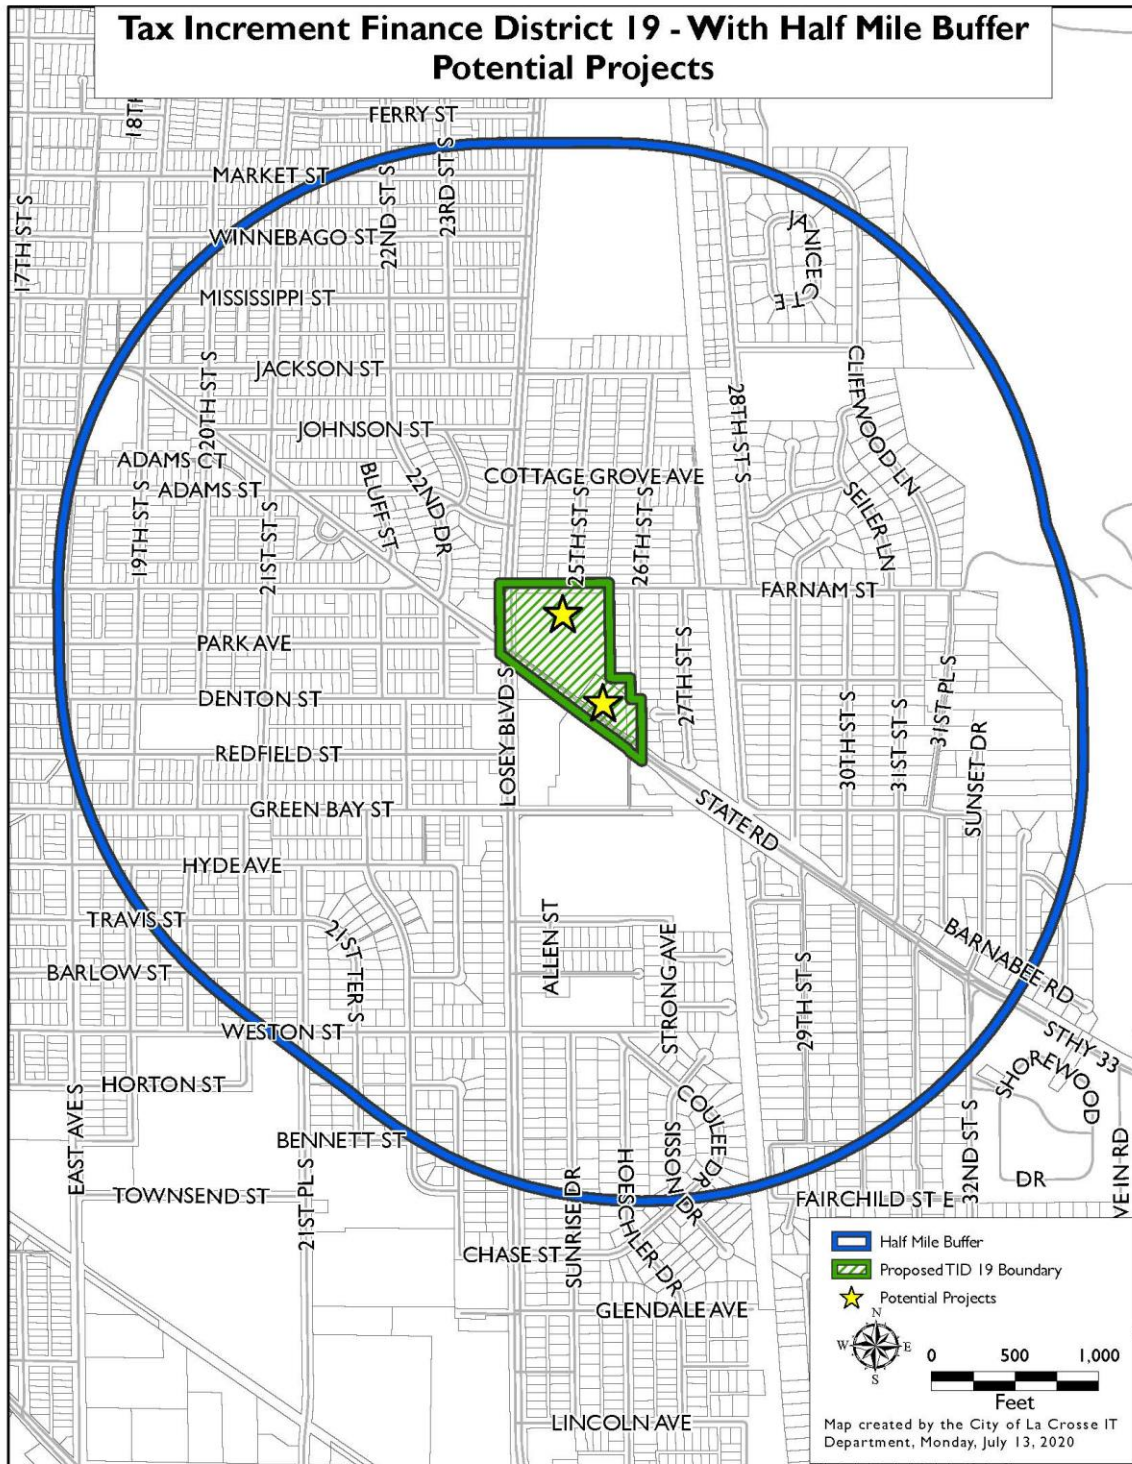 Tax Increment Finance District 19 - With Half Mile Buffer
Potential Projects
FERRY ST
MARKET ST
22ND ST S
23RD ST S
17TH ST S
WINNEBAGO ST
JANICE CT
MISSISSIPPI ST
JACKSON ST
20TH ST S
CLIFFWOOD LN
28TH ST S
JOHNSON ST
ADAMS CT
BLUFF ST
22ND DR
COTTAGE GROVE AVE
ADAMS ST
SEILER LN
19TH ST S
21ST ST S
25TH ST S
26TH ST S
FARNAM ST
PARK AVE
27TH ST S
DENTON ST
LOSEY BLVD S
30TH ST S
31ST ST S
31ST PL S
SUNSET DR
REDFIELD ST
GREEN BAY ST
STATE RD
HYDE AVE
TRAVIS ST
21ST TER S
ALLEN ST
STRONG AVE
BARNABEE RD
BARLOW ST
29TH ST S
WESTON ST
STHY 33
SHOREWOOD
DR
HORTON ST
EAST AVE S
COULEE DR
BENNETT ST
NOSSIS DR
HOESCHLER DR
32ND ST S
TOWNSEND ST
21ST PL S
SUNRISE DR
FAIRCHILD ST E
VE-IN RD
CHASE ST
GLENDALE AVE
LINCOLN AVE
Half Mile Buffer
Proposed TID 19 Boundary
Potential Projects
N
W E
S
0 500 1,000
Feet
Map created by the City of La Crosse IT
Department, Monday, July 13, 2020